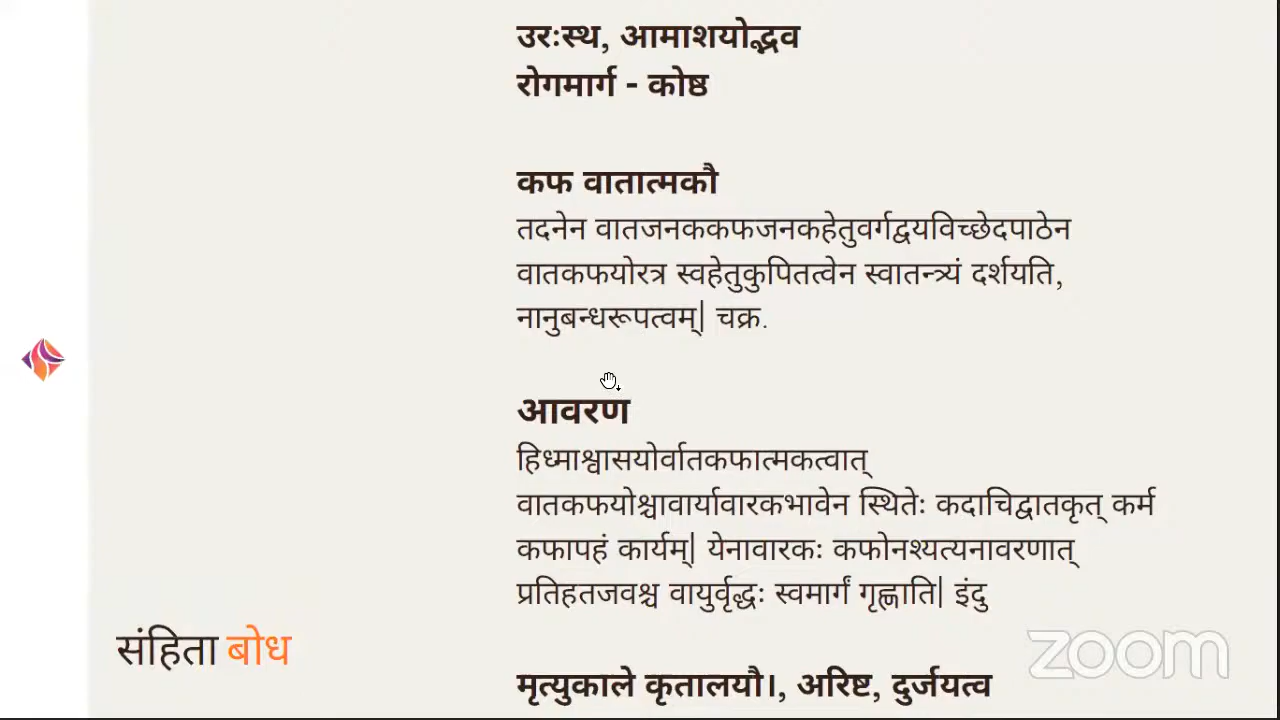 उरःस्थ, आमाशयोद्भव
रोगमार्ग - कोष्ठ
कफ वातात्मकौ
तदनेन वातजनककफजनकहेतुवर्गद्वयविच्छेदपाठेन
वातकफयोरत्र स्वहेतुकुपितत्वेन स्वातन्त्र्यं दर्शयति,
नानुबन्धरूपत्वम्| चक्र.
आवरण
हिध्माश्वासयोर्वातकफात्मकत्वात्
वातकफयोश्चावार्यावारकभावेन स्थितेः कदाचिद्वातकृत् कर्म
कफापहं कार्यम्| येनावारकः कफोनश्यत्यनावरणात्
प्रतिहतजवश्च वायुर्वृद्धः स्वमार्गं गृह्णाति| इंदु
मृत्युकाले कृतालयौ।, अरिष्ट, दुर्जयत्व
संहिता बोध
zoom